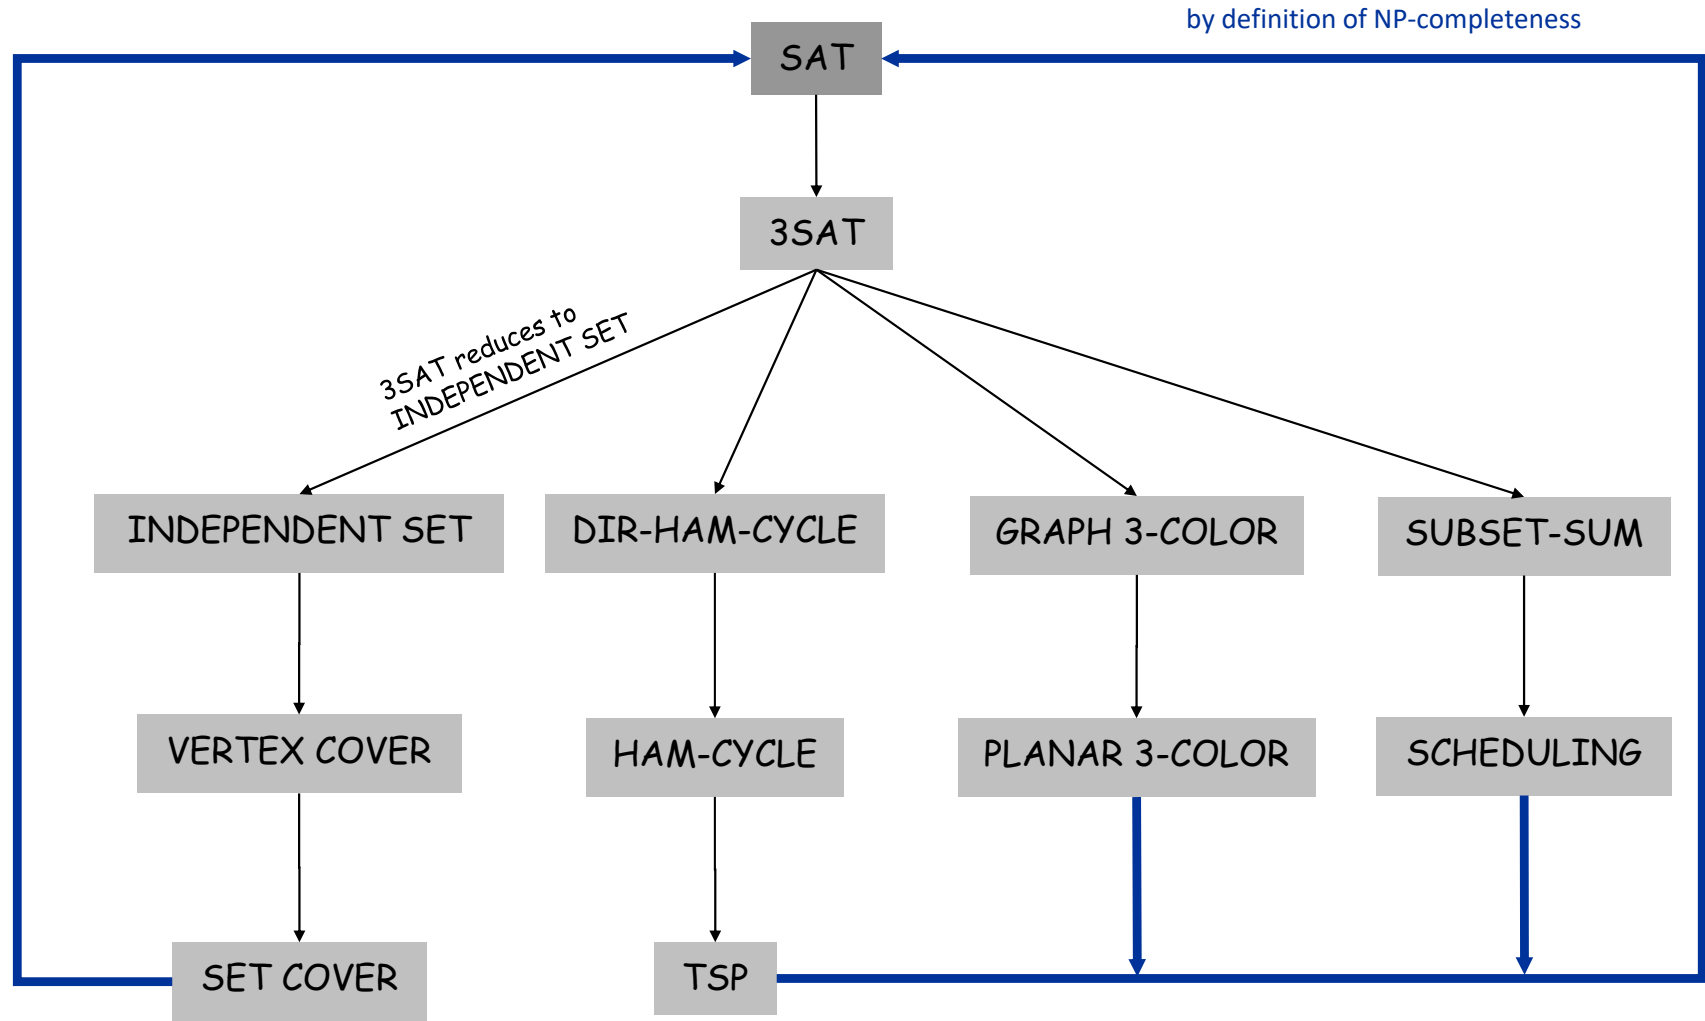 by definition of NP-completeness
SAT
3SAT
3SAT reduces to
INDEPENDENT SET
INDEPENDENT SET
DIR-HAM-CYCLE
GRAPH 3-COLOR
SUBSET-SUM
VERTEX COVER
HAM-CYCLE
PLANAR 3-COLOR
SCHEDULING
SET COVER
TSP